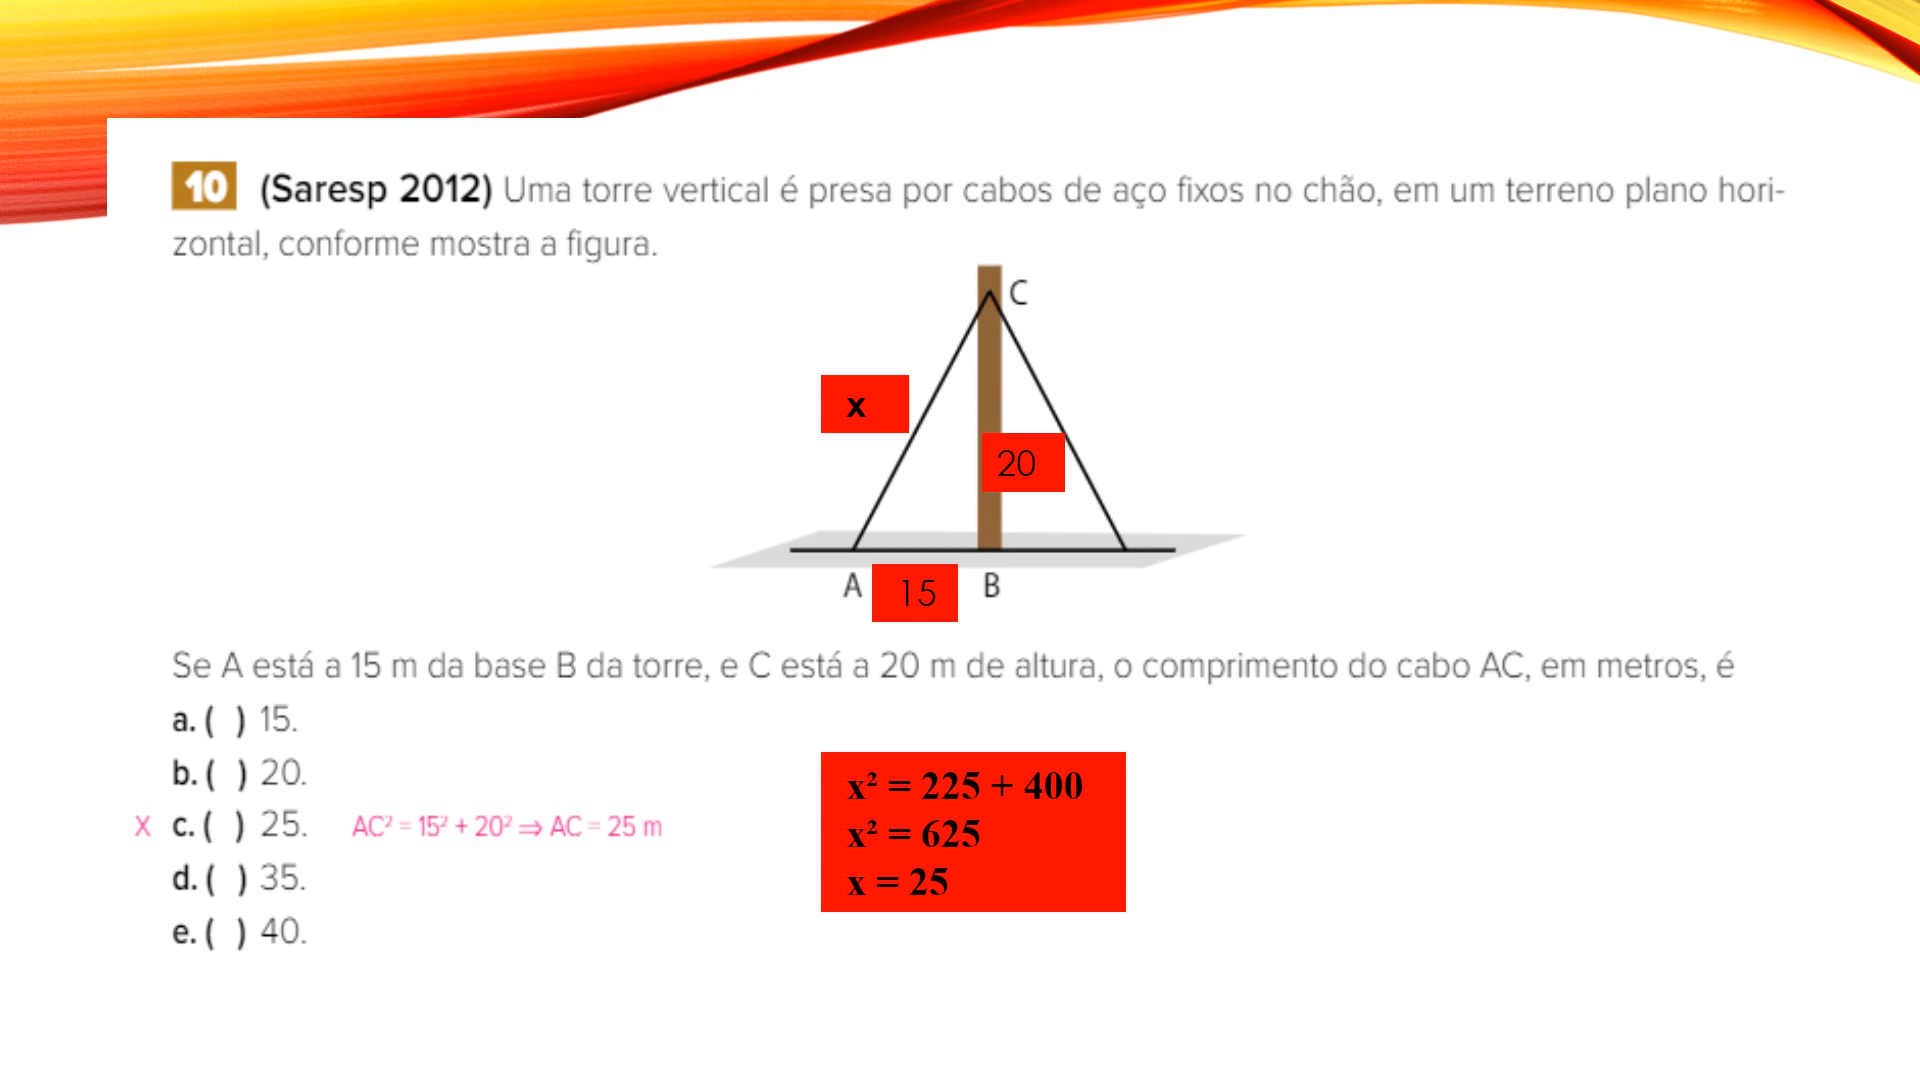 10 (Saresp 2012) Uma torre vertical é presa por cabos de aço fixos no chão, em um terreno plano hori-
zontal, conforme mostra a figura.
C
x
20
A 15 B
Se A está a 15 m da base B da torre, e C está a 20 m de altura, o comprimento do cabo AC, em metros, é
a. ( ) 15.
b. ( ) 20.
X c. ( ) 25. AC² = 15² + 20² ⇒ AC = 25 m
d. ( ) 35.
e. ( ) 40.
x² = 225 + 400
x² = 625
x = 25